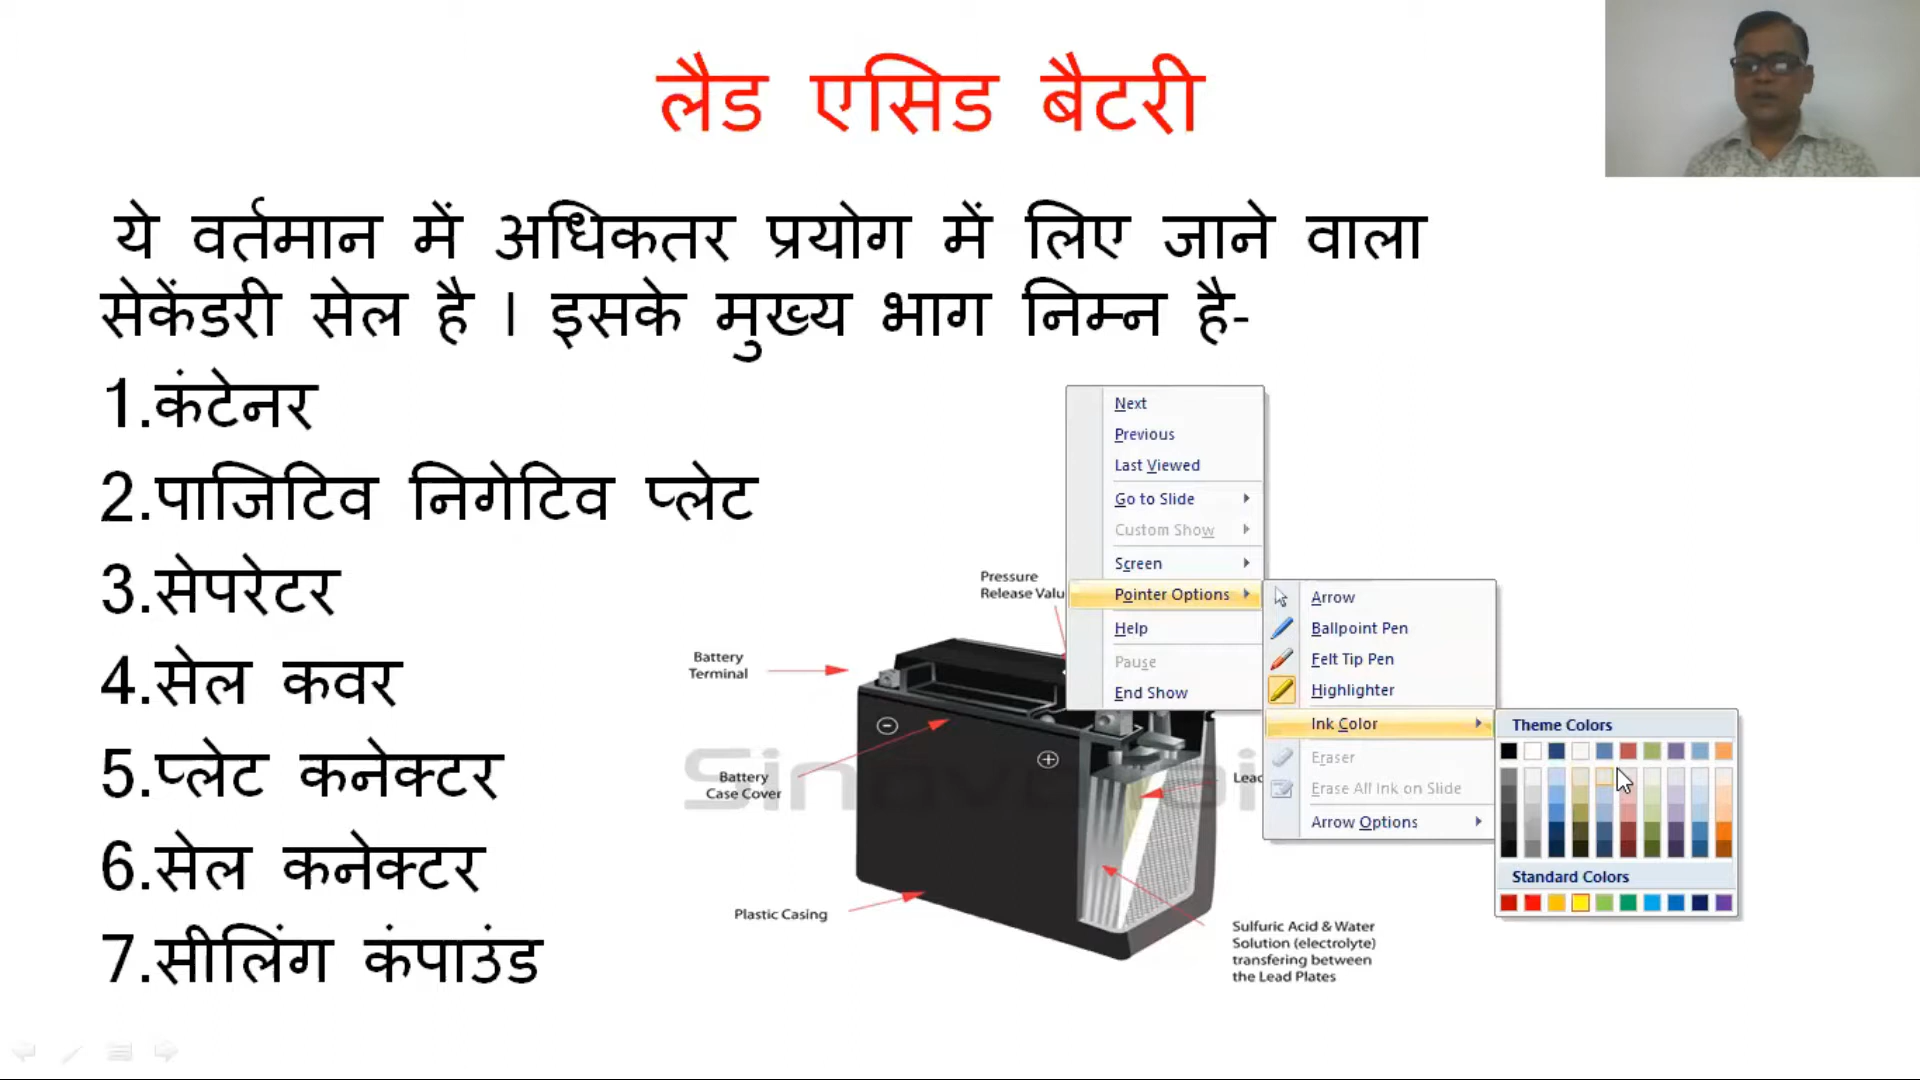 लैड एसिड बैटरी
ये वर्तमान में अधिकतर प्रयोग में लिए जाने वाला
सेकेंडरी सेल है । इसके मुख्य भाग निम्न है-
1.कंटेनर
2.पाजिटिव निगेटिव प्लेट
3.सेपरेटर
4.सेल कवर
5.प्लेट कनेक्टर
6.सेल कनेक्टर
7.सीलिंग कंपाउंड
Pressure
Release Valu
Battery
Terminal
Battery
Case Cover
Lead
Plastic Casing
Sulfuric Acid & Water
Solution (electrolyte)
transfering between
the Lead Plates
Next
Previous
Last Viewed
Go to Slide
Custom Show
Screen
Pointer Options
Help
Pause
End Show
Arrow
Ballpoint Pen
Felt Tip Pen
Highlighter
Ink Color
Eraser
Erase All Ink on Slide
Arrow Options
Theme Colors
Standard Colors